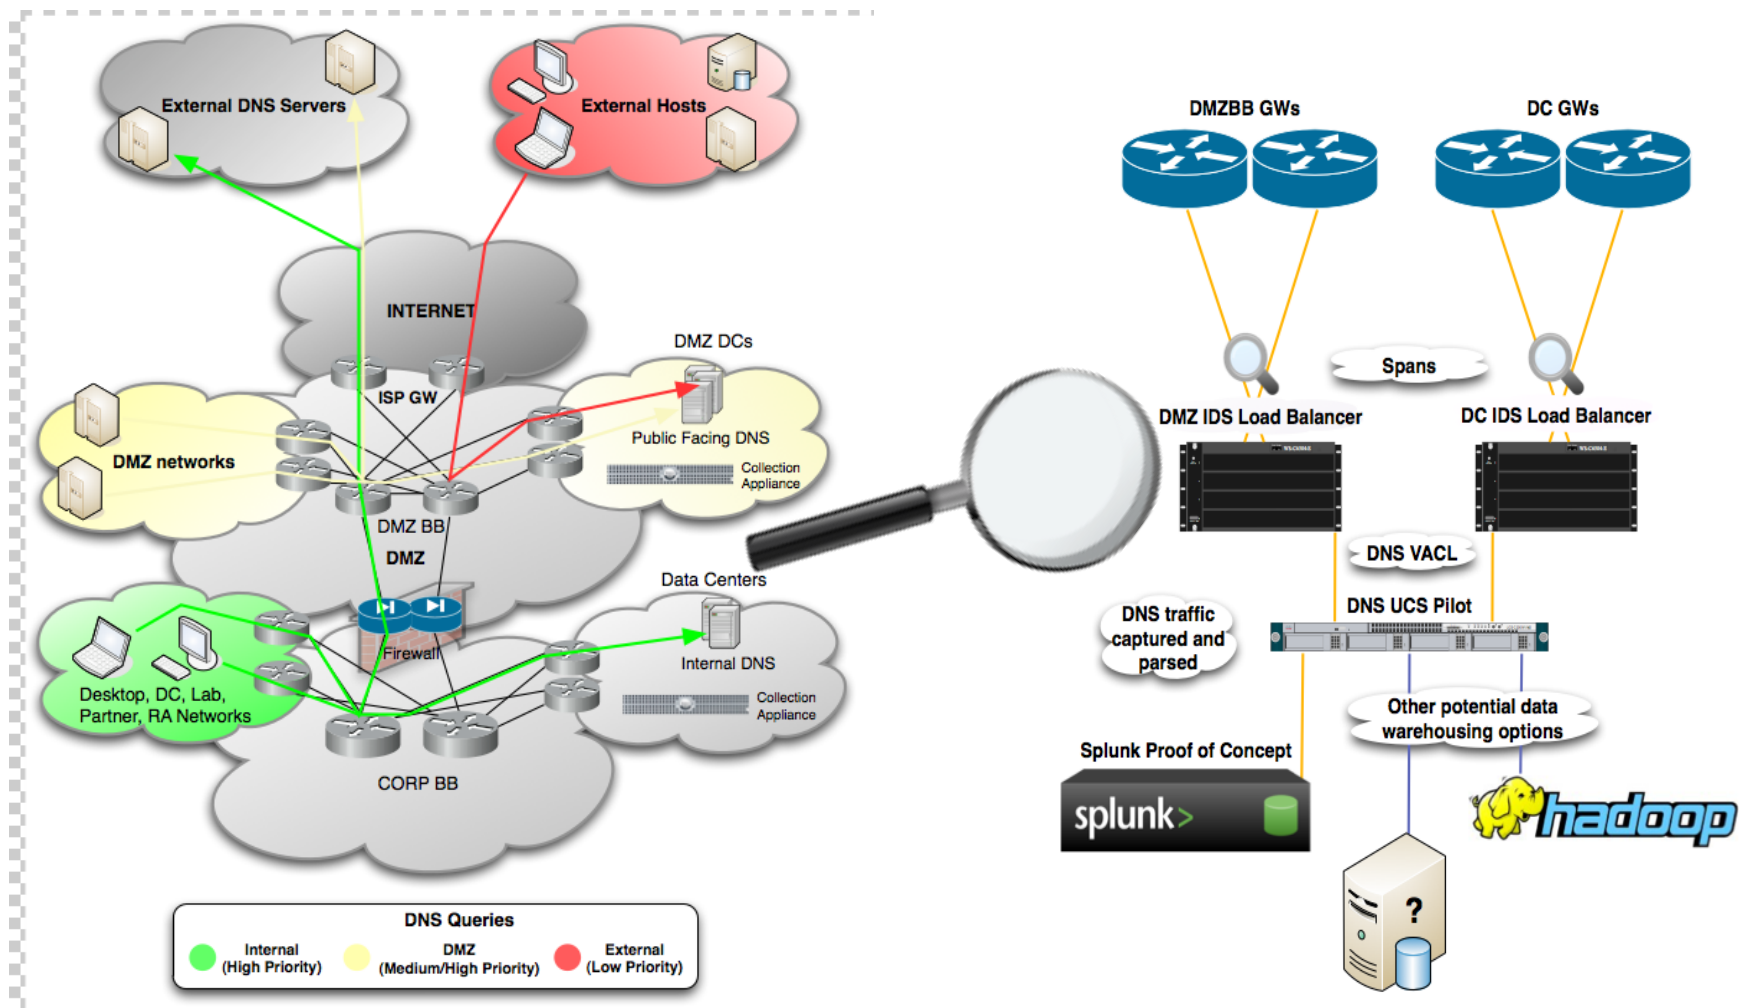 External DNS Servers
External Hosts
INTERNET
ISP GW
DMZ DCs
Public Facing DNS
Collection
Appliance
DMZ networks
DMZ BB
DMZ
Data Centers
Firewall
Internal DNS
Collection
Appliance
Desktop, DC, Lab,
Partner, RA Networks
CORP BB
DNS Queries
Internal
(High Priority)
DMZ
(Medium/High Priority)
External
(Low Priority)
DMZBB GWs
DC GWs
Spans
DMZ IDS Load Balancer
DC IDS Load Balancer
DNS VACL
DNS UCS Pilot
DNS traffic
captured and
parsed
Other potential data
warehousing options
Splunk Proof of Concept
splunk>
hadoop
?